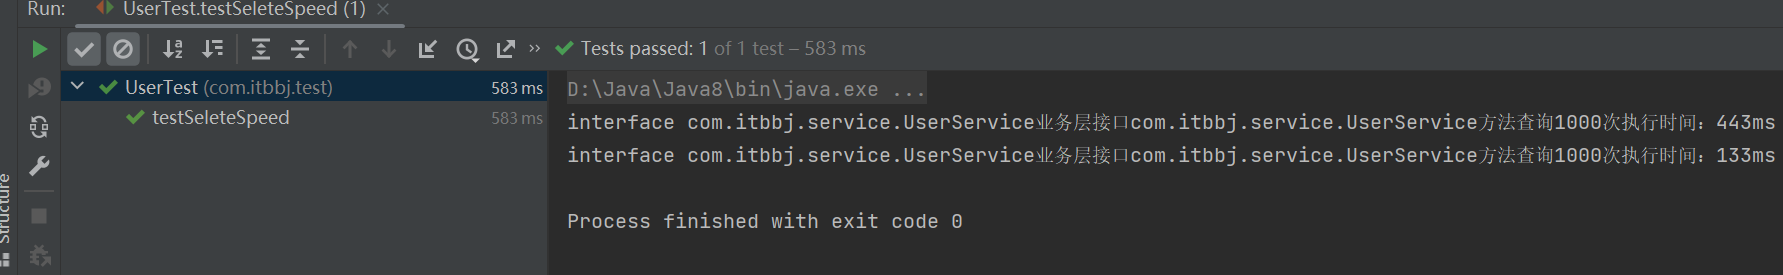 Run: UserTest.testSeleteSpeed (1) ×
Tests passed: 1 of 1 test – 583 ms
UserTest (com.itbbj.test) 583 ms
testSeleteSpeed 583 ms
D:\Java\Java8\bin\java.exe ...
interface com.itbbj.service.UserService业务层接口com.itbbj.service.UserService方法查询1000次执行时间：443ms
interface com.itbbj.service.UserService业务层接口com.itbbj.service.UserService方法查询1000次执行时间：133ms
Process finished with exit code 0
Structure